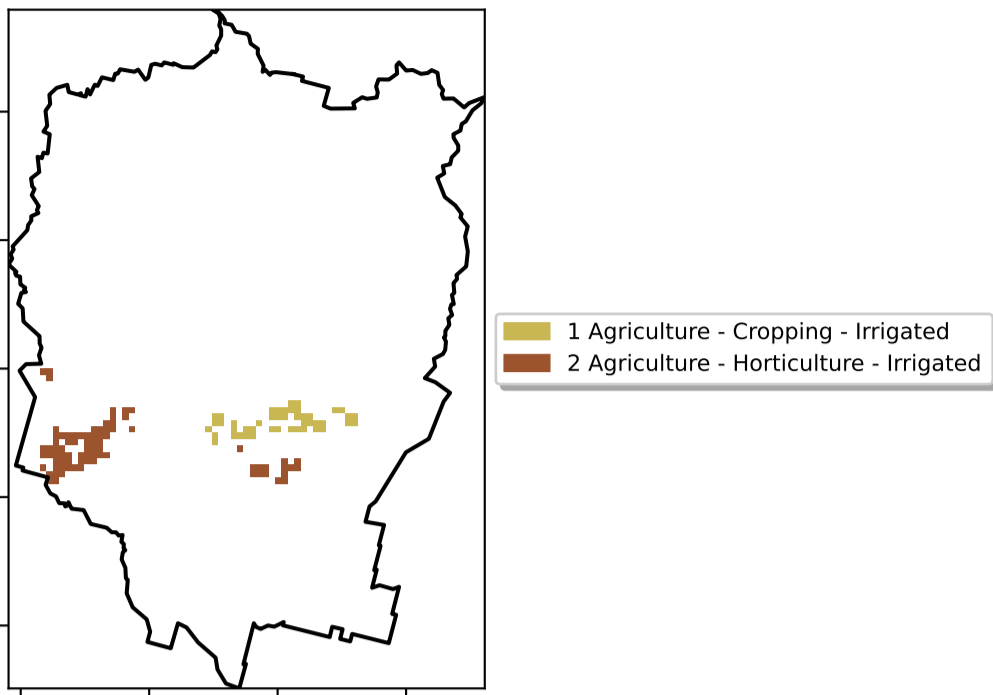 1 Agriculture - Cropping - Irrigated
2 Agriculture - Horticulture - Irrigated